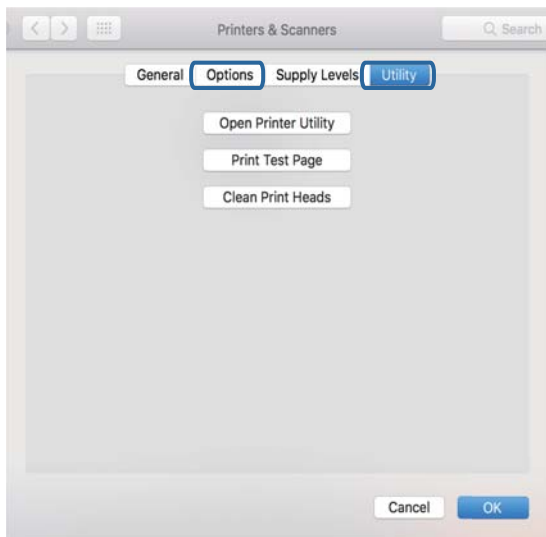 Printers & Scanners
Search
General Options Supply Levels Utility
Open Printer Utility
Print Test Page
Clean Print Heads
Cancel OK